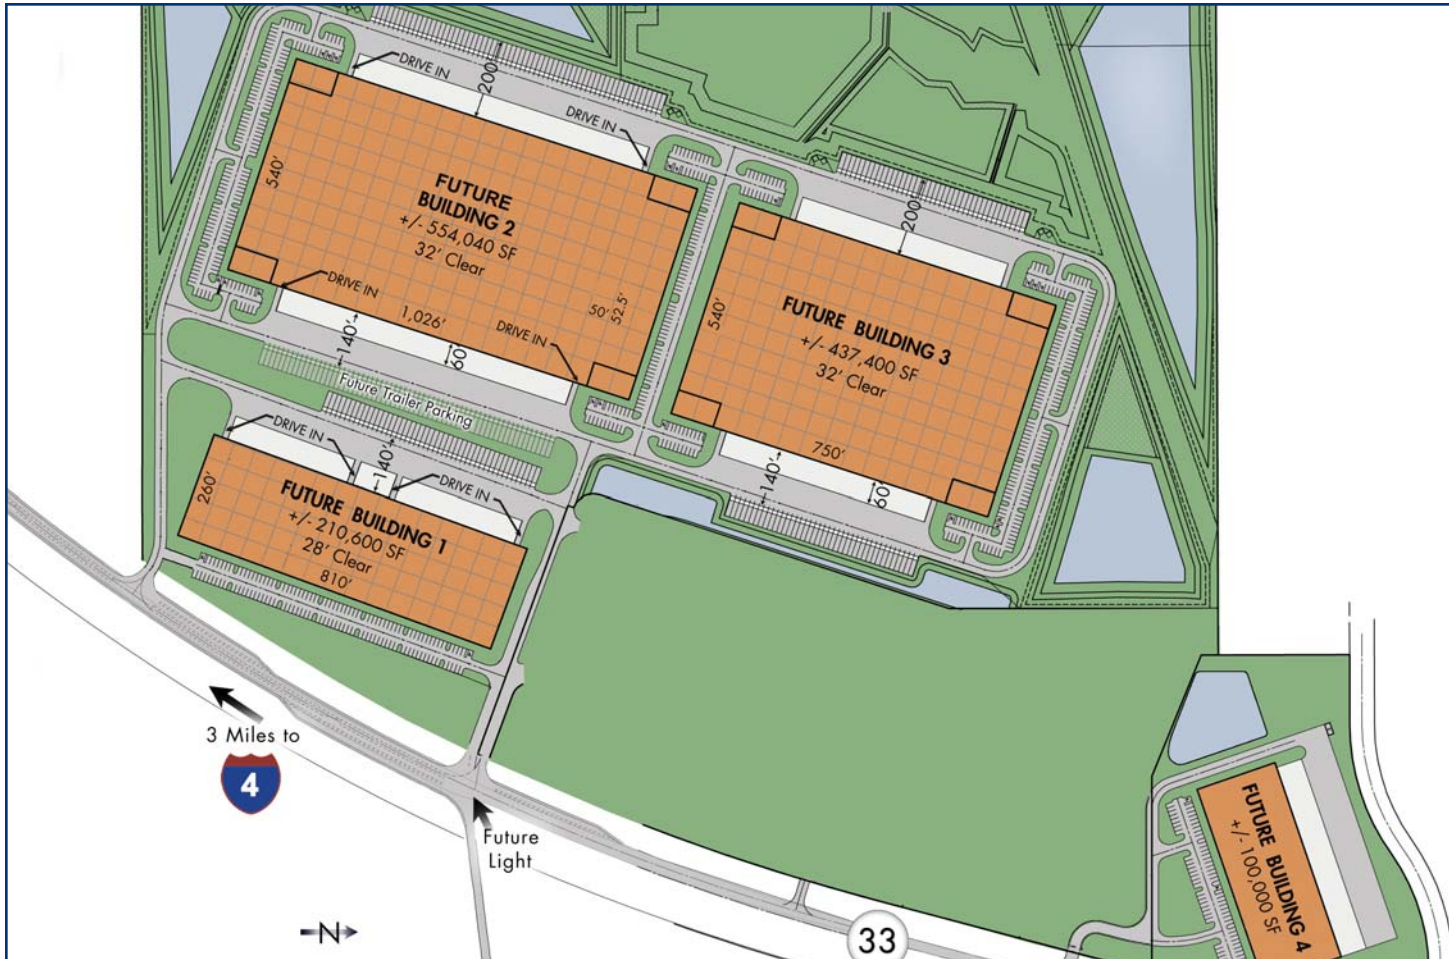 DRIVE IN
200'
DRIVE IN
540'
FUTURE
BUILDING 2
+/- 554,040 SF
32' Clear
DRIVE IN
1,026'
50'
52.5'
DRIVE IN
140'
60'
Future Trailer Parking
200'
540'
FUTURE BUILDING 3
+/- 437,400 SF
32' Clear
750'
140'
60'
DRIVE IN
140'
DRIVE IN
260'
FUTURE BUILDING 1
+/- 210,600 SF
28' Clear
810'
3 Miles to
4
Future
Light
N
33
FUTURE BUILDING 4
+/- 100,000 SF